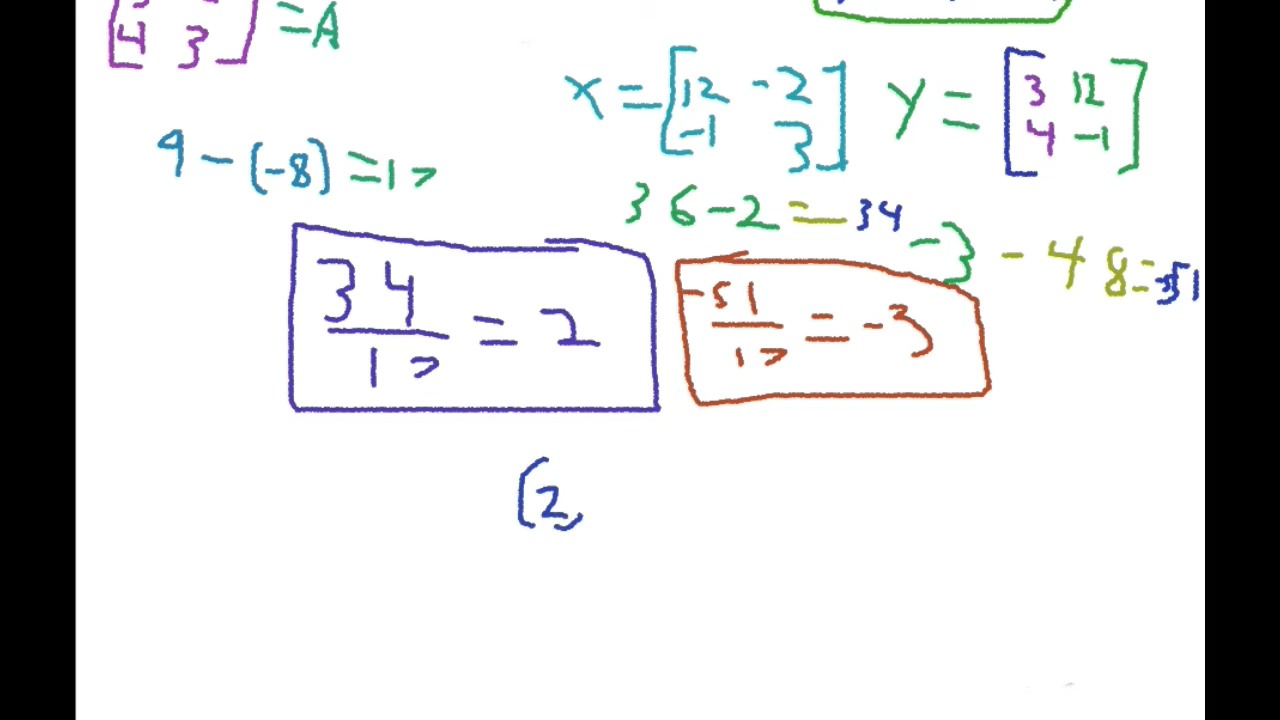 4 3 ] = A
X = [ 12 -2 ] Y = [ 3 12 ]
-1 3 4 -1
9 - (-8) = 17
36 - 2 = 34
-3 - 48 = -51
34
17
= 2
-51
17
= -3
(2,